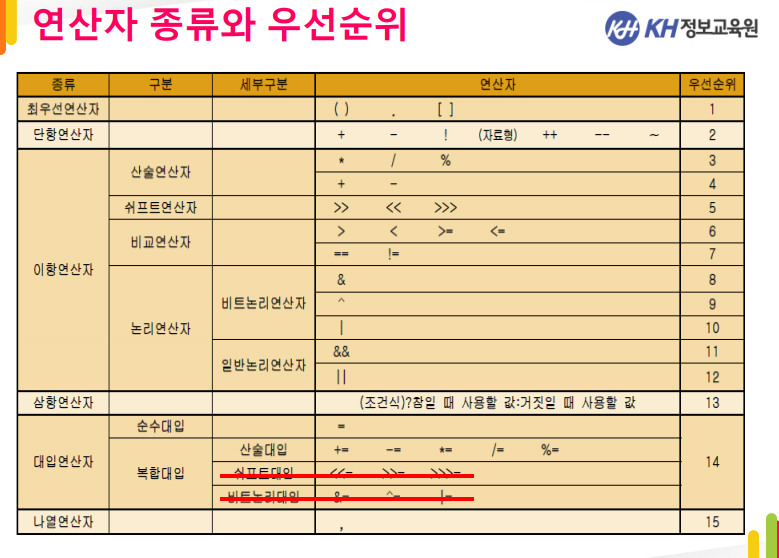 연산자 종류와 우선순위
KH KH정보교육원
종류 구분 세부구분 연산자 우선순위
최우선연산자 ( ) . [ ] 1
단항연산자 + - ! (자료형) ++ -- ~ 2
이항연산자 산술연산자 * / % 3
+ - 4
쉬프트연산자 >> << >>> 5
비교연산자 > < >= <= 6
== != 7
논리연산자 비트논리연산자 & 8
^ 9
| 10
일반논리연산자 && 11
|| 12
삼항연산자 (조건식)?참일 때 사용할 값:거짓일 때 사용할 값 13
대입연산자 순수대입 = 14
복합대입 산술대입 += -= *= /= %=
쉬프트대입 <<= >>= >>>=
비트논리대입 &= ^= |=
나열연산자 , 15